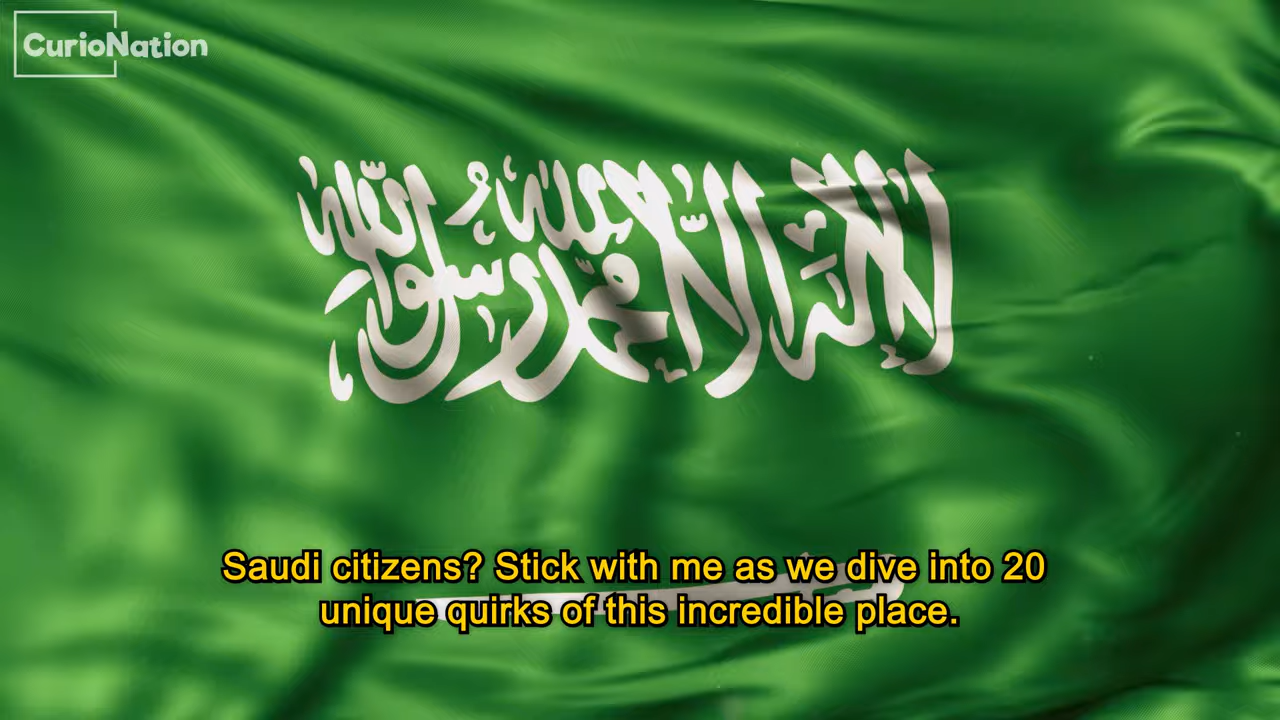 CurioNation
لا إله إلا الله محمد رسول الله
Saudi citizens? Stick with me as we dive into 20
unique quirks of this incredible place.